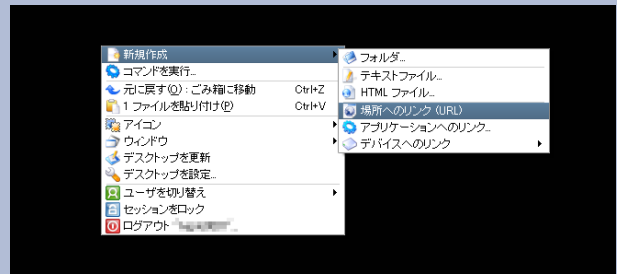 新規作成
コマンドを実行...
元に戻す(U): ごみ箱に移動 Ctrl+Z
1 ファイルを貼り付け(P) Ctrl+V
アイコン
ウィンドウ
デスクトップを更新
デスクトップを設定...
ユーザを切り替え
セッションをロック
ログアウト
フォルダ...
テキストファイル...
HTML ファイル...
場所へのリンク (URL)
アプリケーションへのリンク...
デバイスへのリンク